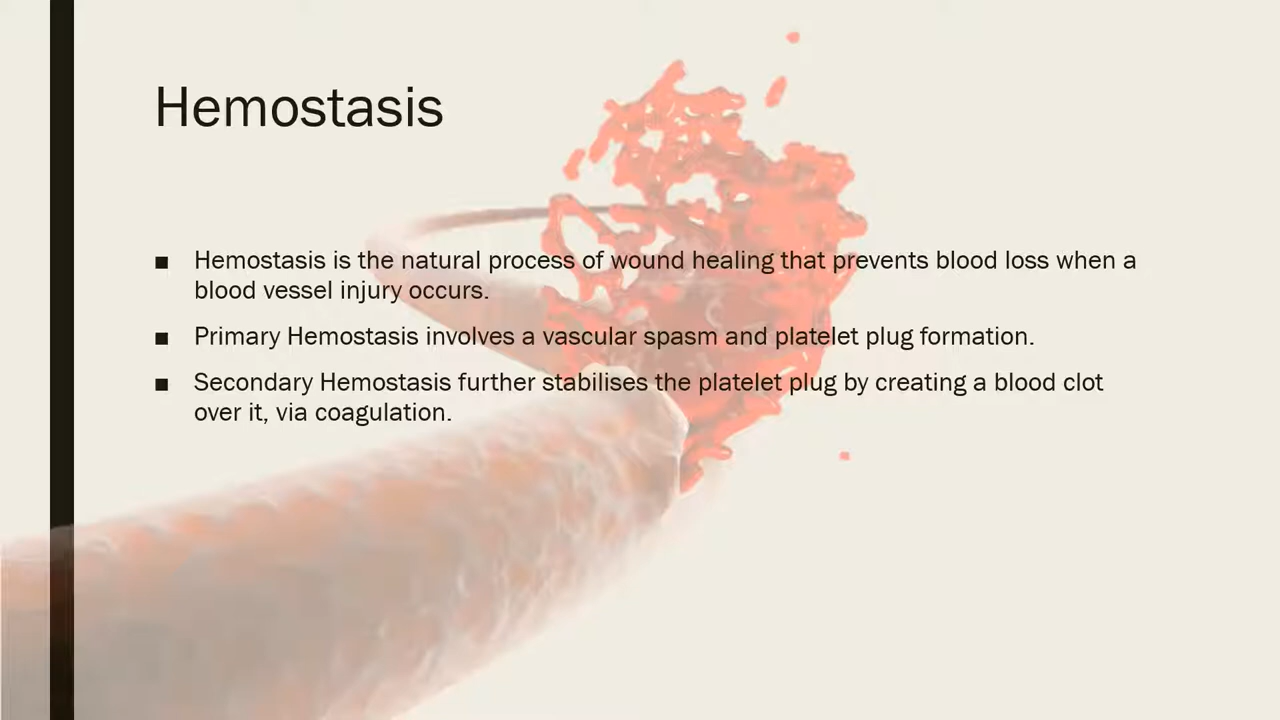 Hemostasis
■ Hemostasis is the natural process of wound healing that prevents blood loss when a
blood vessel injury occurs.
■ Primary Hemostasis involves a vascular spasm and platelet plug formation.
■ Secondary Hemostasis further stabilises the platelet plug by creating a blood clot
over it, via coagulation.